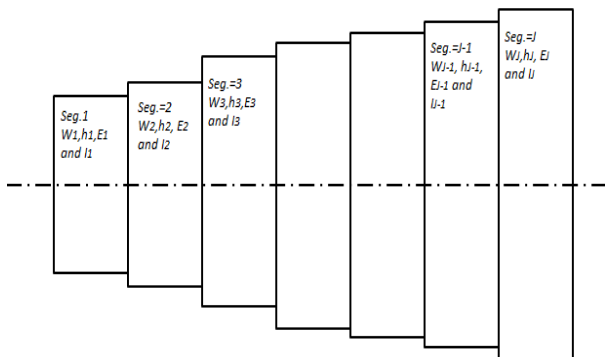 Seg.1
W1,h1,E1
and I1
Seg.=2
W2,h2, E2
and I2
Seg.=3
W3,h3,E3
and I3
Seg.=J-1
WJ-1, hJ-1,
EJ-1 and
IJ-1
Seg.=J
WJ,hJ, EJ
and IJ